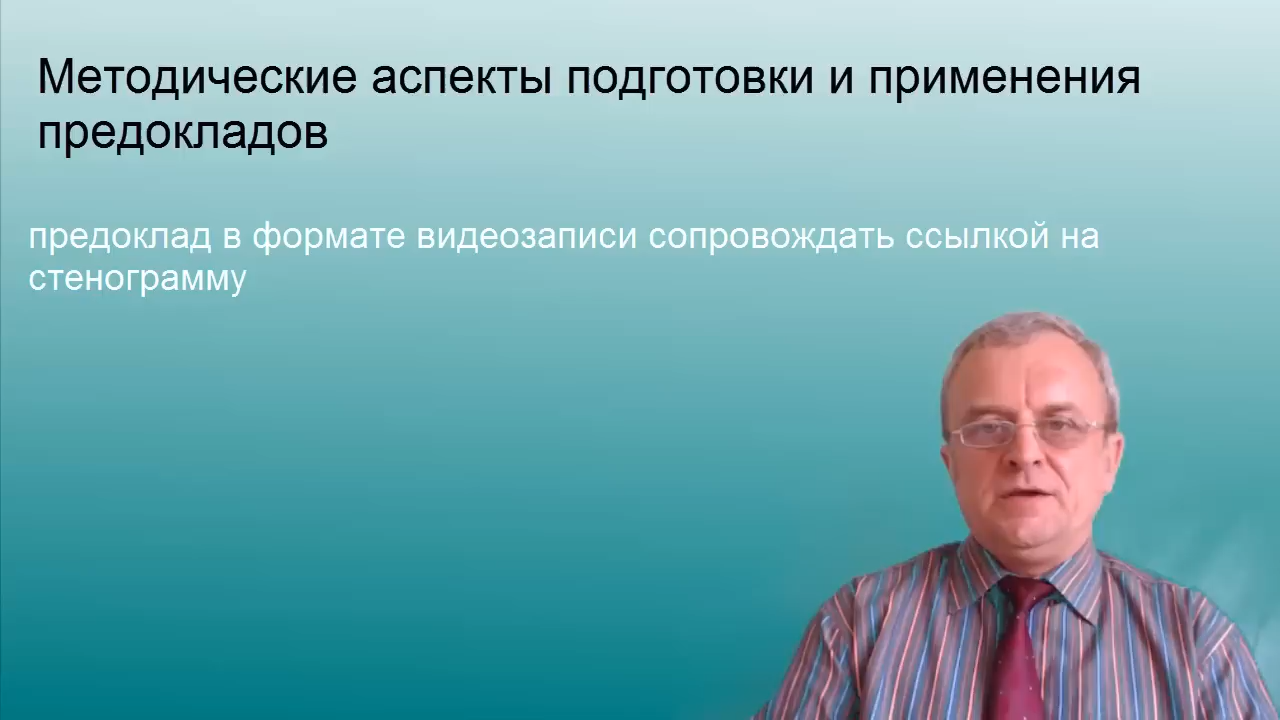 Методические аспекты подготовки и применения
предокладов
предоклад в формате видеозаписи сопровождать ссылкой на
стенограмму